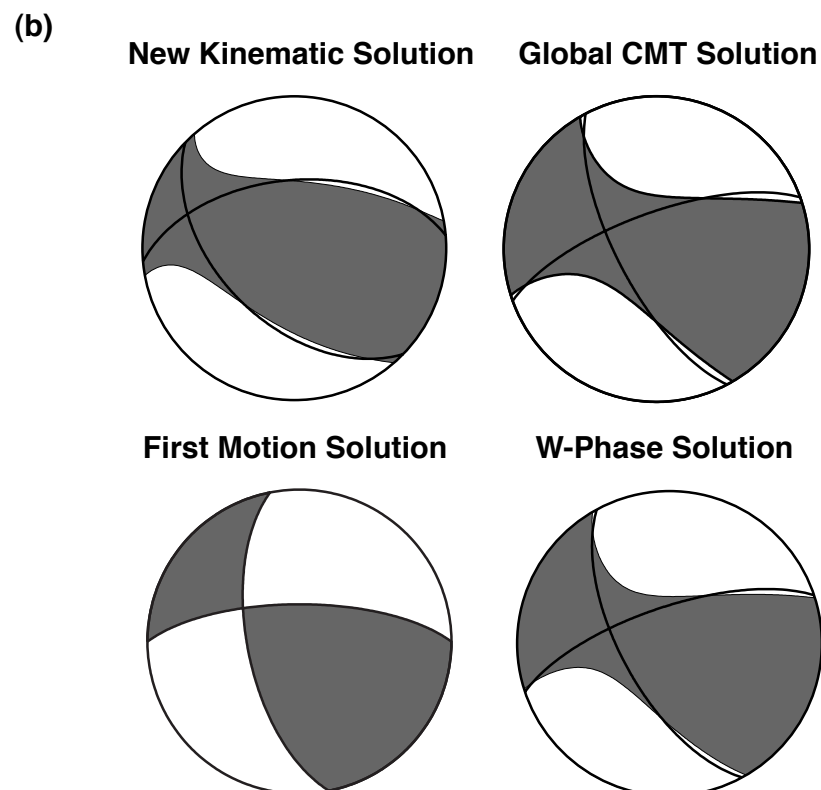 (b)
New Kinematic Solution
Global CMT Solution
First Motion Solution
W-Phase Solution